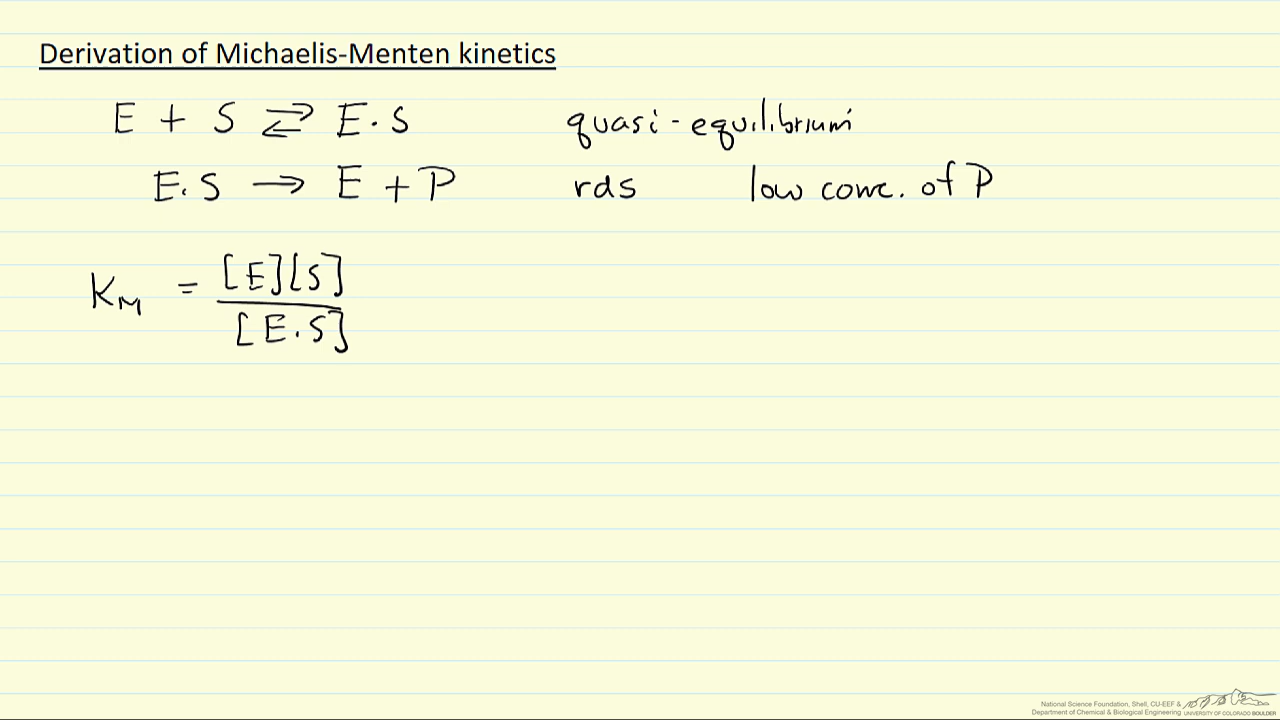 Derivation of Michaelis-Menten kinetics
E + S ⇄ E·S quasi-equilibrium
E·S → E + P rds low conc. of P
K_M = [E][S] / [E·S]
National Science Foundation, Shell, CU-EEF &
Department of Chemical & Biological Engineering UNIVERSITY OF COLORADO BOULDER